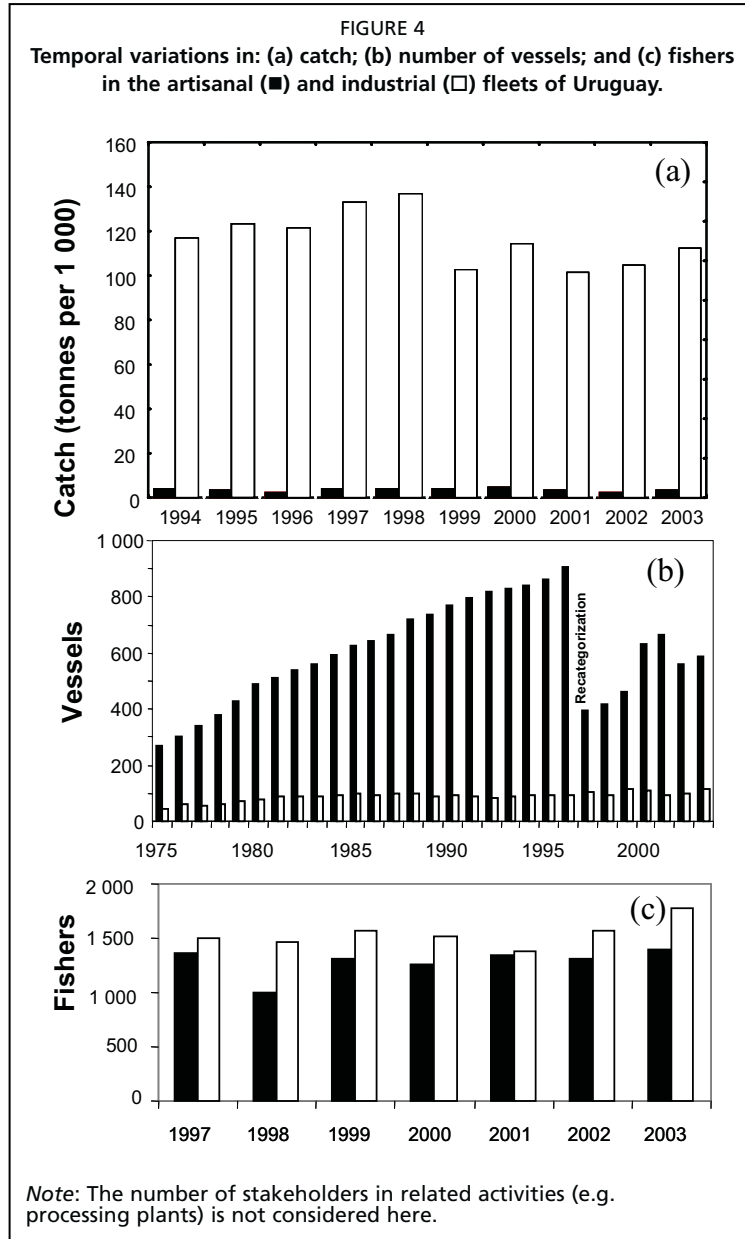 FIGURE 4
Temporal variations in: (a) catch; (b) number of vessels; and (c) fishers
in the artisanal (■) and industrial (□) fleets of Uruguay.
(a)
Catch (tonnes per 1 000)
160
140
120
100
80
60
40
20
0
1994 1995 1996 1997 1998 1999 2000 2001 2002 2003
(b)
Vessels
1 000
800
600
400
200
0
Recategorization
1975 1980 1985 1990 1995 2000
(c)
Fishers
2 000
1 500
1 000
500
0
1997 1998 1999 2000 2001 2002 2003
Note: The number of stakeholders in related activities (e.g.
processing plants) is not considered here.